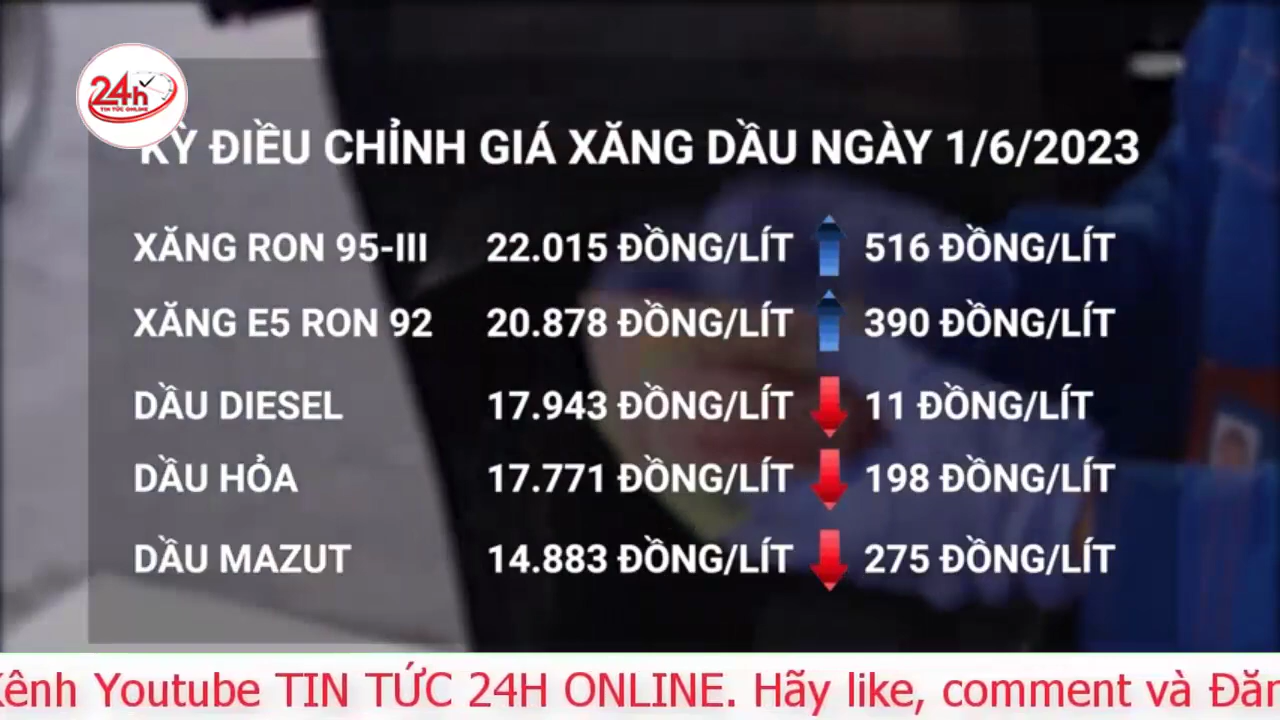 24h
TIN TỨC ONLINE
KỲ ĐIỀU CHỈNH GIÁ XĂNG DẦU NGÀY 1/6/2023
XĂNG RON 95-III 22.015 ĐỒNG/LÍT 516 ĐỒNG/LÍT
XĂNG E5 RON 92 20.878 ĐỒNG/LÍT 390 ĐỒNG/LÍT
DẦU DIESEL 17.943 ĐỒNG/LÍT 11 ĐỒNG/LÍT
DẦU HỎA 17.771 ĐỒNG/LÍT 198 ĐỒNG/LÍT
DẦU MAZUT 14.883 ĐỒNG/LÍT 275 ĐỒNG/LÍT
Kênh Youtube TIN TỨC 24H ONLINE. Hãy like, comment và Đăn